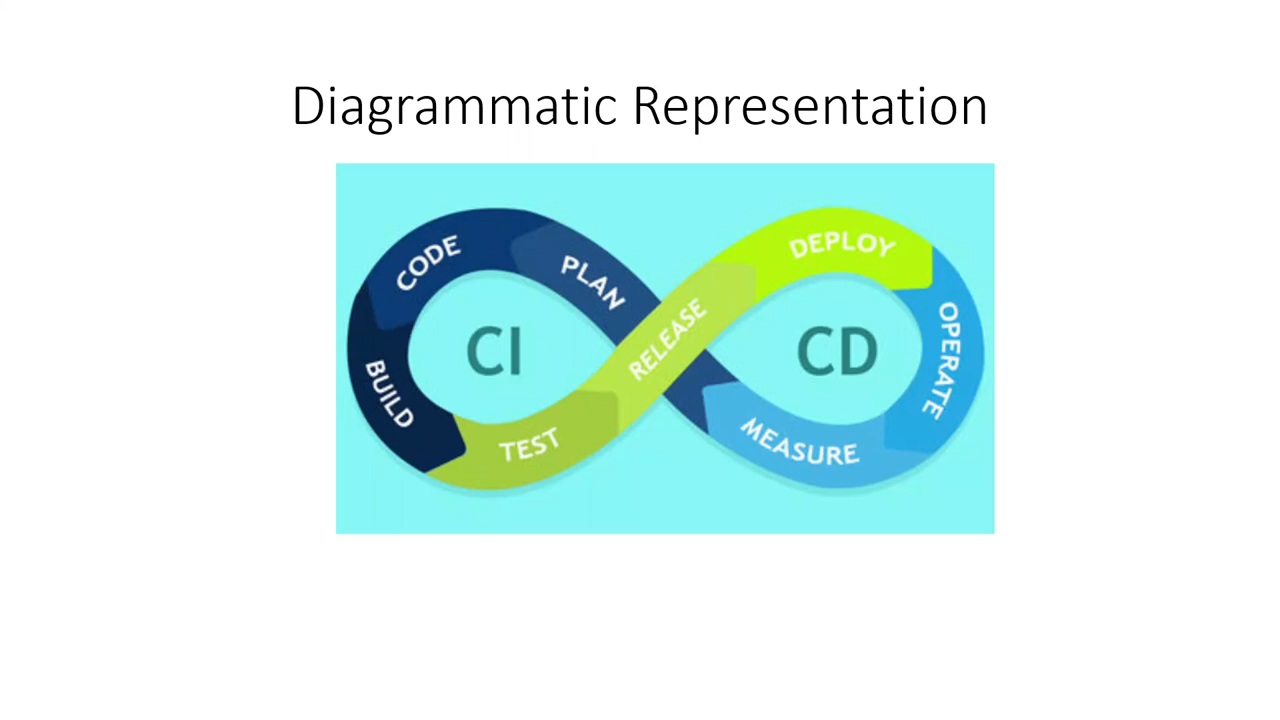 Diagrammatic Representation
CODE
PLAN
DEPLOY
RELEASE
OPERATE
CI
CD
BUILD
TEST
MEASURE